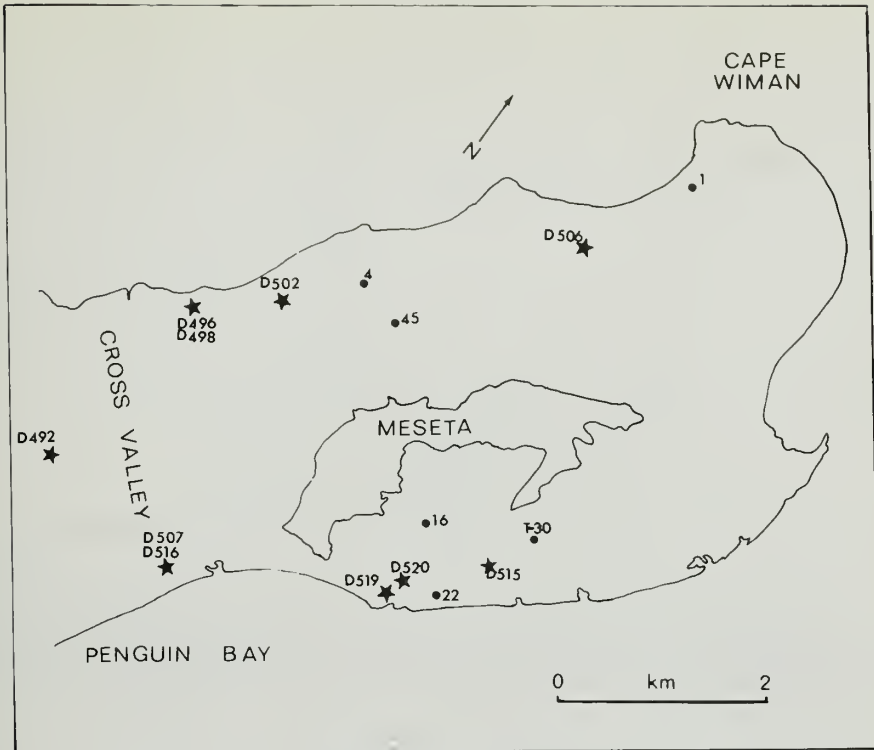 CAPE
WIMAN
N
1
D506
D502
4
D496
D498
45
CROSS VALLEY
MESETA
D492
16
T-30
D507
D516
D520
D515
D519
22
PENGUIN BAY
0 km 2